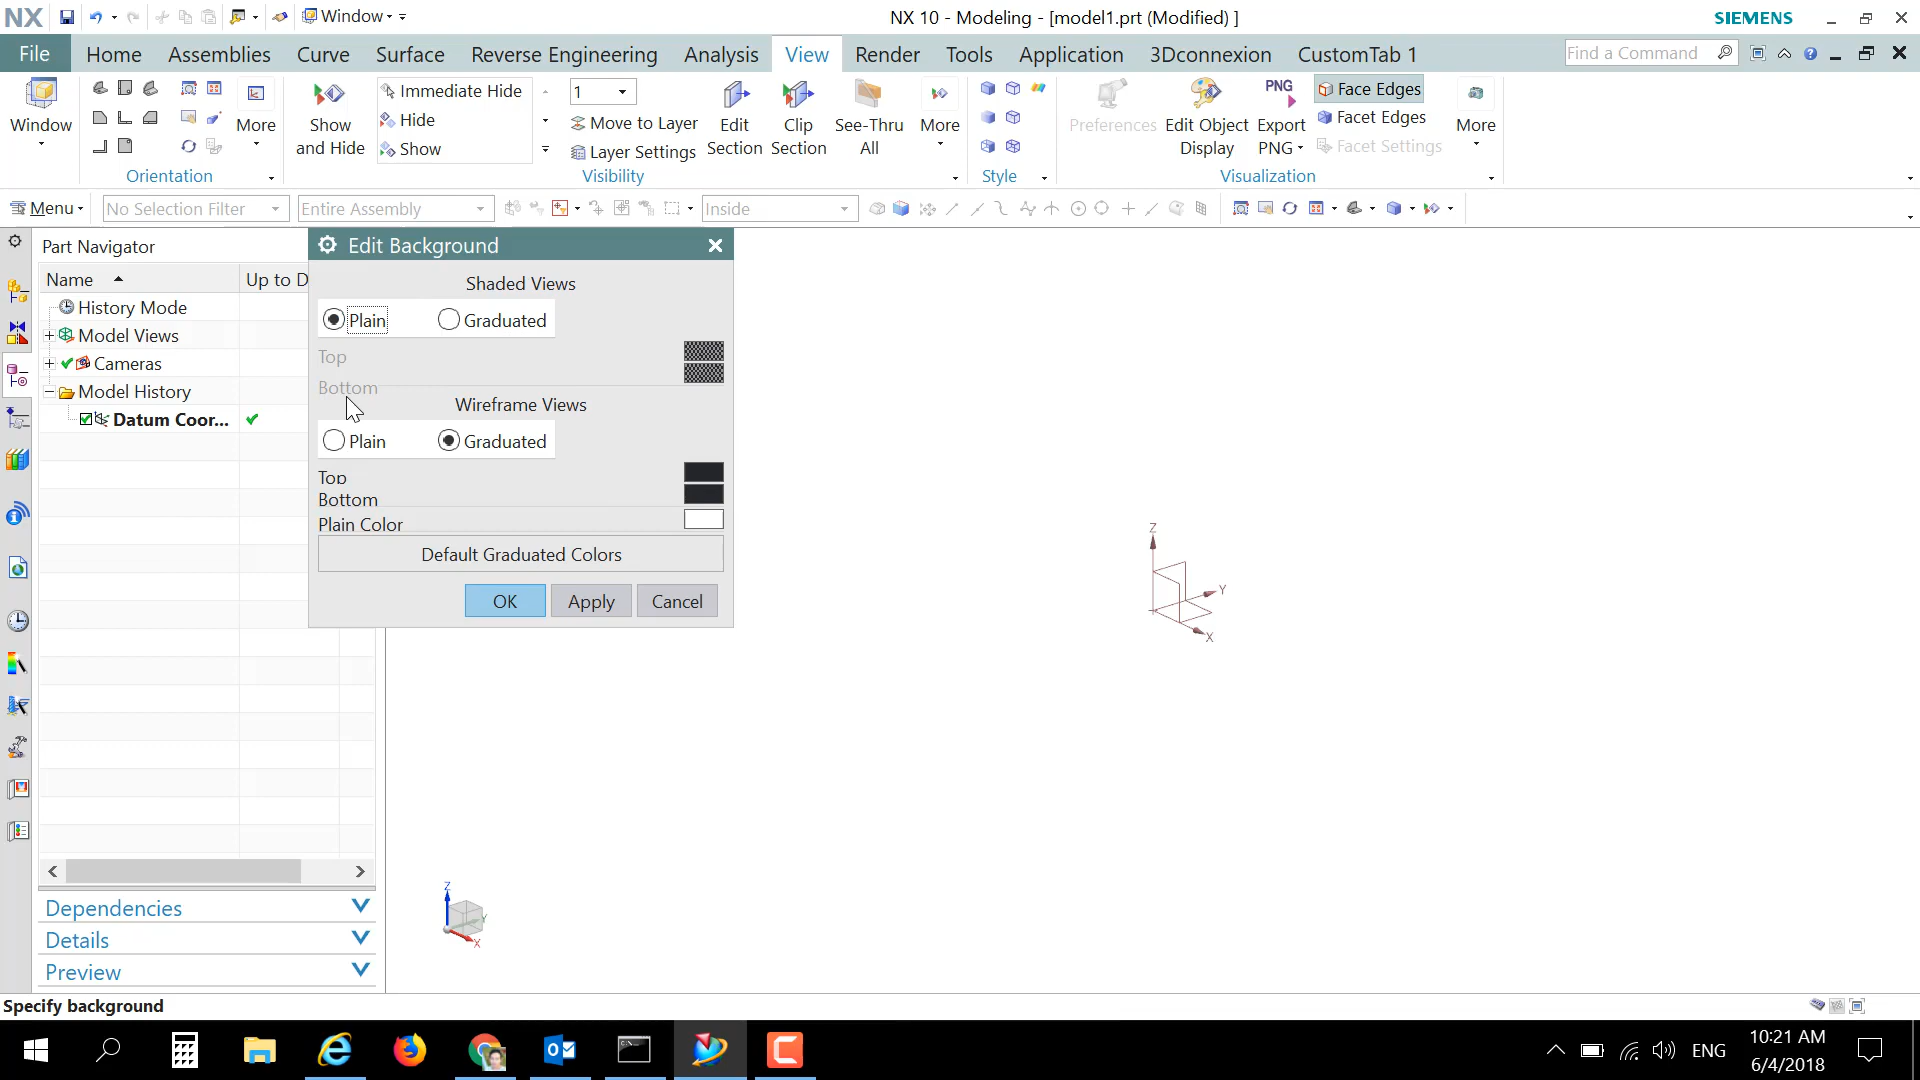 NX Window NX 10 - Modeling - [model1.prt (Modified) ] SIEMENS
File Home Assemblies Curve Surface Reverse Engineering Analysis View Render Tools Application 3Dconnexion CustomTab 1 Find a Command
Window
More
Orientation
Show
and Hide
Immediate Hide
Hide
Show
1
Move to Layer
Layer Settings
Edit
Section
Clip
Section
See-Thru
All
More
Visibility
Style
Preferences
Edit Object
Display
PNG
Export
PNG
Face Edges
Facet Edges
Facet Settings
More
Visualization
Menu No Selection Filter Entire Assembly Inside
Part Navigator
Name Up to D
History Mode
Model Views
Cameras
Model History
Datum Coor...
Edit Background
Shaded Views
Plain Graduated
Top
Bottom
Wireframe Views
Plain Graduated
Top
Bottom
Plain Color
Default Graduated Colors
OK Apply Cancel
Z
Y
X
Z
Y
X
Dependencies
Details
Preview
Specify background
ENG
10:21 AM
6/4/2018